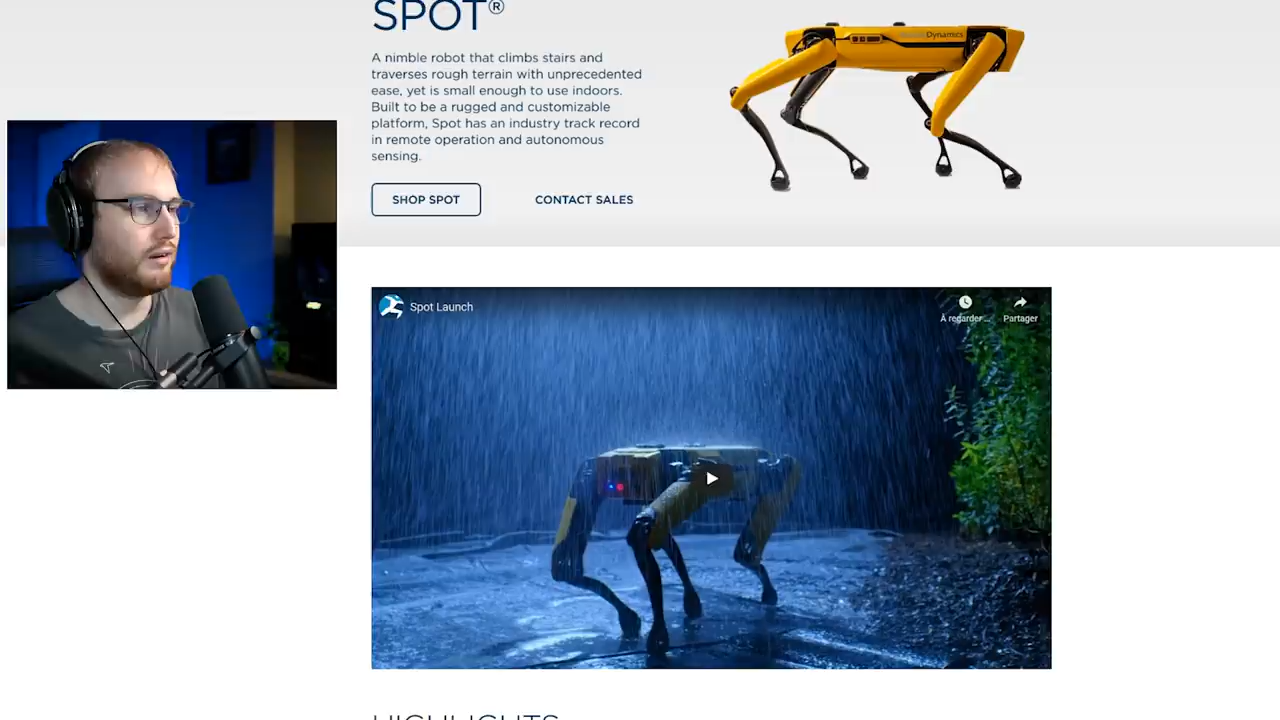 SPOT®
A nimble robot that climbs stairs and
traverses rough terrain with unprecedented
ease, yet is small enough to use indoors.
Built to be a rugged and customizable
platform, Spot has an industry track record
in remote operation and autonomous
sensing.
SHOP SPOT
CONTACT SALES
Dynamics
Spot Launch
À regarder ...
Partager
HIGHLIGHTS